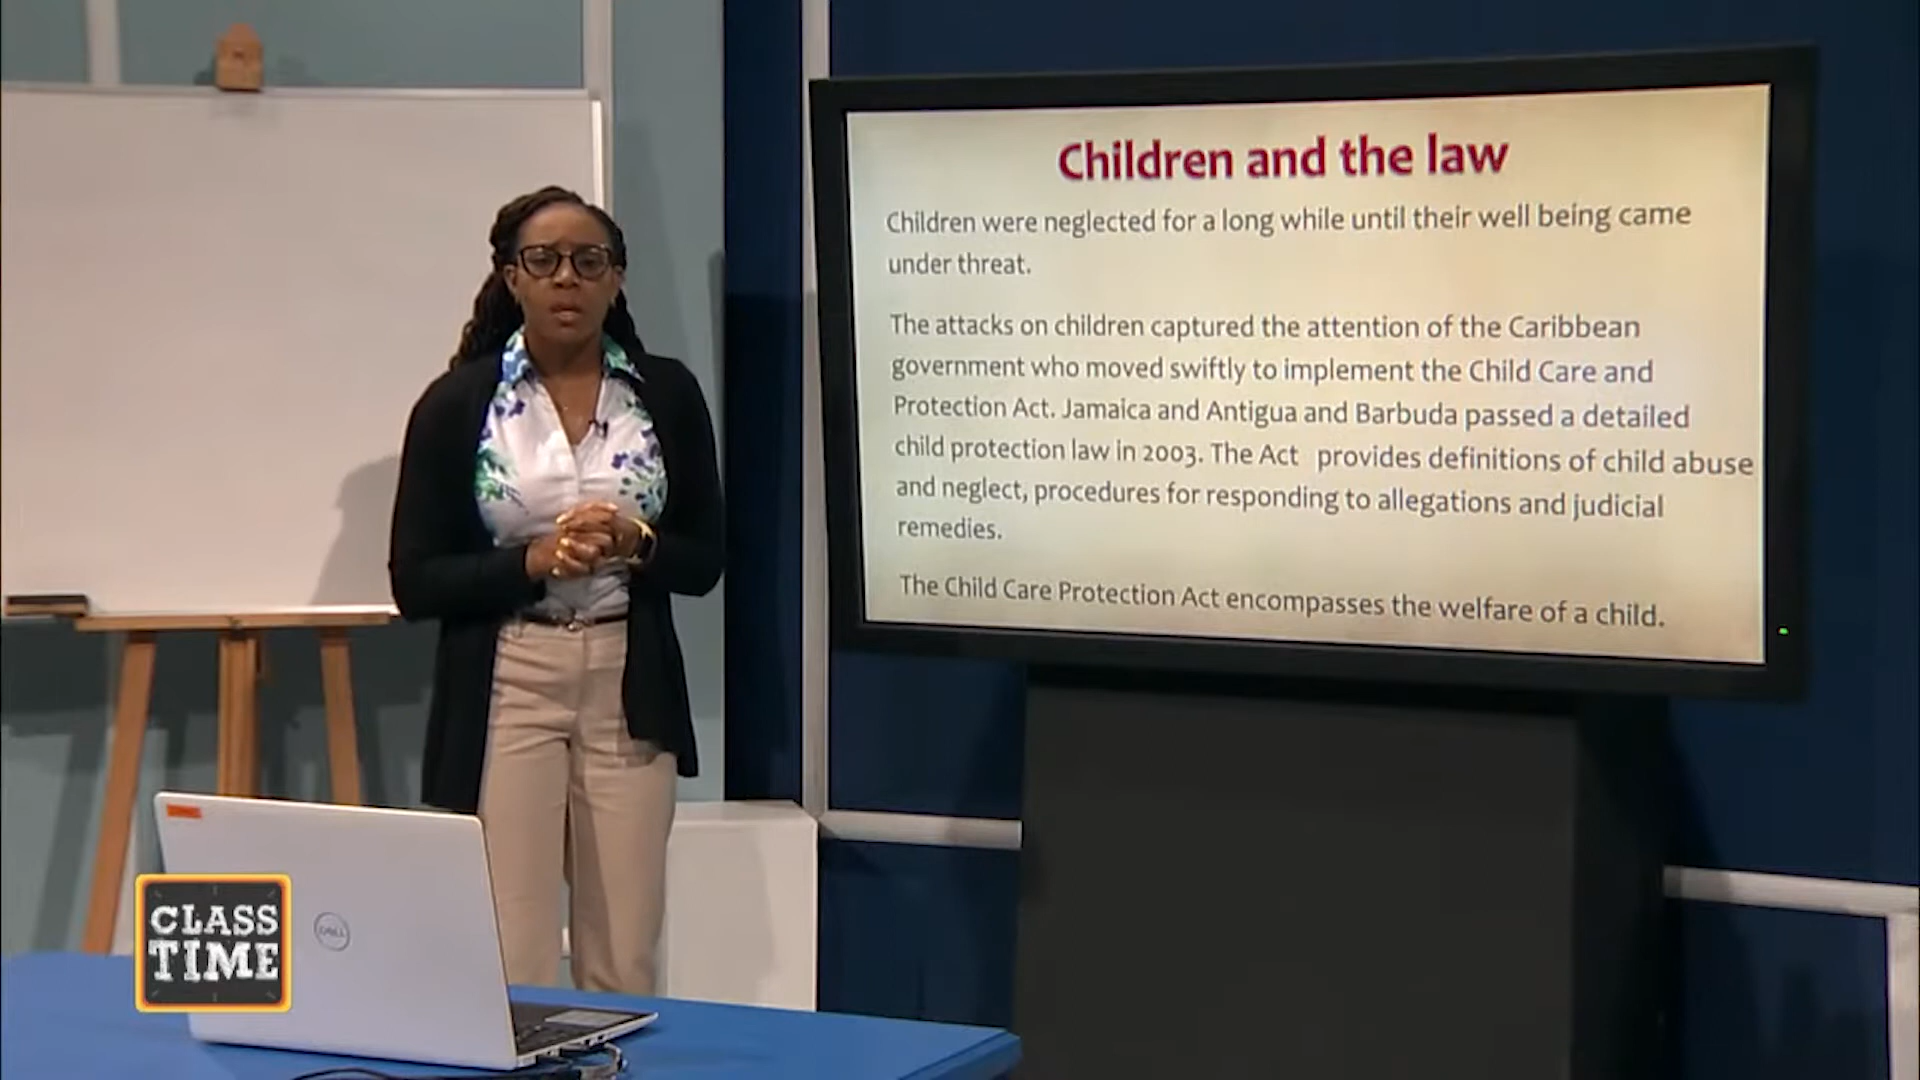 Children and the law
Children were neglected for a long while until their well being came
under threat.
The attacks on children captured the attention of the Caribbean
government who moved swiftly to implement the Child Care and
Protection Act. Jamaica and Antigua and Barbuda passed a detailed
child protection law in 2003. The Act provides definitions of child abuse
and neglect, procedures for responding to allegations and judicial
remedies.
The Child Care Protection Act encompasses the welfare of a child.
CLASS
TIME
DELL